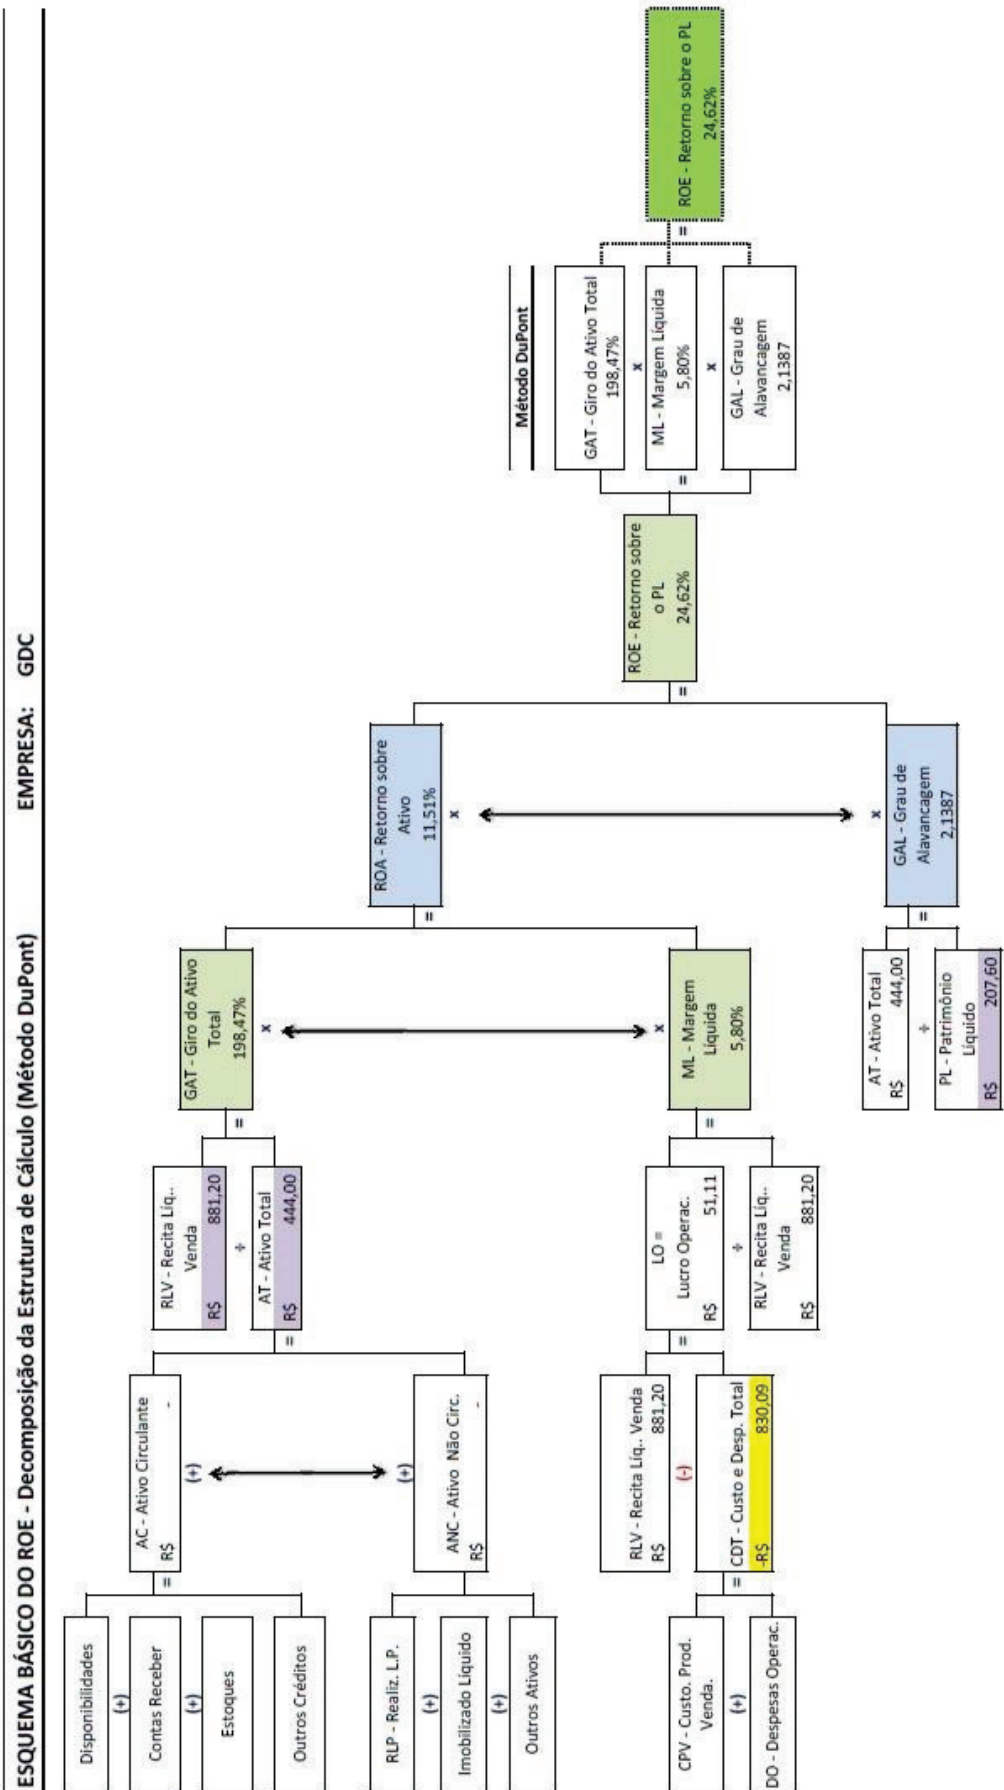 ESQUEMA BÁSICO DO ROE - Decomposição da Estrutura de Cálculo (Método DuPont) EMPRESA: GDC
Disponibilidades
(+)
Contas Receber
(+)
Estoques
Outros Créditos
=
AC - Ativo Circulante
R$ -
(+)
(+)
RLP - Realiz. L.P.
(+)
Imobilizado Líquido
(+)
Outros Ativos
=
ANC - Ativo Não Circ.
R$ -
=
RLV - Recita Líq..
Venda
R$ 881,20
÷
AT - Ativo Total
R$ 444,00
=
GAT - Giro do Ativo
Total
198,47%
x
x
CPV - Custo. Prod.
Venda.
(+)
DO - Despesas Operac.
=
RLV - Recita Líq.. Venda
R$ 881,20
(-)
CDT - Custo e Desp. Total
-R$ 830,09
=
LO =
Lucro Operac.
R$ 51,11
÷
RLV - Recita Líq..
Venda
R$ 881,20
=
ML - Margem
Líquida
5,80%
=
ROA - Retorno sobre
Ativo
11,51%
x
x
AT - Ativo Total
R$ 444,00
÷
PL - Patrimônio
Líquido
R$ 207,60
=
GAL - Grau de
Alavancagem
2,1387
=
ROE - Retorno sobre
o PL
24,62%
=
Método DuPont
GAT - Giro do Ativo Total
198,47%
x
ML - Margem Líquida
5,80%
x
GAL - Grau de
Alavancagem
2,1387
=
ROE - Retorno sobre o PL
24,62%